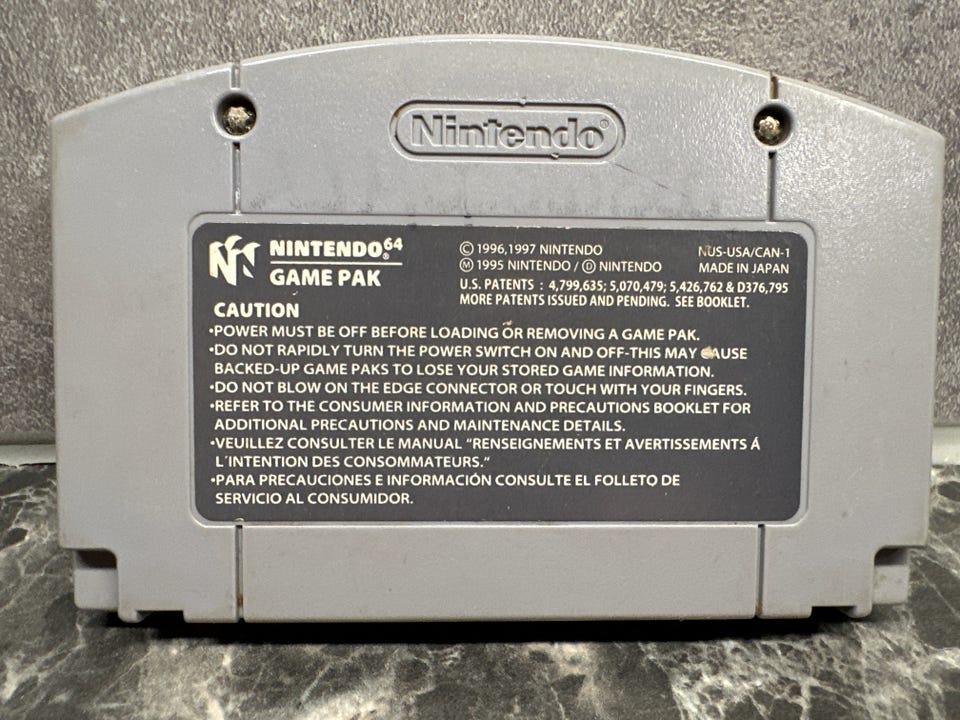 Nintendo®
NINTENDO64®
GAME PAK
© 1996,1997 NINTENDO
Ⓜ 1995 NINTENDO / Ⓓ NINTENDO
NUS-USA/CAN-1
MADE IN JAPAN
U.S. PATENTS : 4,799,635; 5,070,479; 5,426,762 & D376,795
MORE PATENTS ISSUED AND PENDING. SEE BOOKLET.
CAUTION
•POWER MUST BE OFF BEFORE LOADING OR REMOVING A GAME PAK.
•DO NOT RAPIDLY TURN THE POWER SWITCH ON AND OFF-THIS MAY CAUSE
BACKED-UP GAME PAKS TO LOSE YOUR STORED GAME INFORMATION.
•DO NOT BLOW ON THE EDGE CONNECTOR OR TOUCH WITH YOUR FINGERS.
•REFER TO THE CONSUMER INFORMATION AND PRECAUTIONS BOOKLET FOR
ADDITIONAL PRECAUTIONS AND MAINTENANCE DETAILS.
•VEUILLEZ CONSULTER LE MANUAL "RENSEIGNEMENTS ET AVERTISSEMENTS Á
L'INTENTION DES CONSOMMATEURS."
•PARA PRECAUCIONES E INFORMACIÓN CONSULTE EL FOLLETO DE
SERVICIO AL CONSUMIDOR.